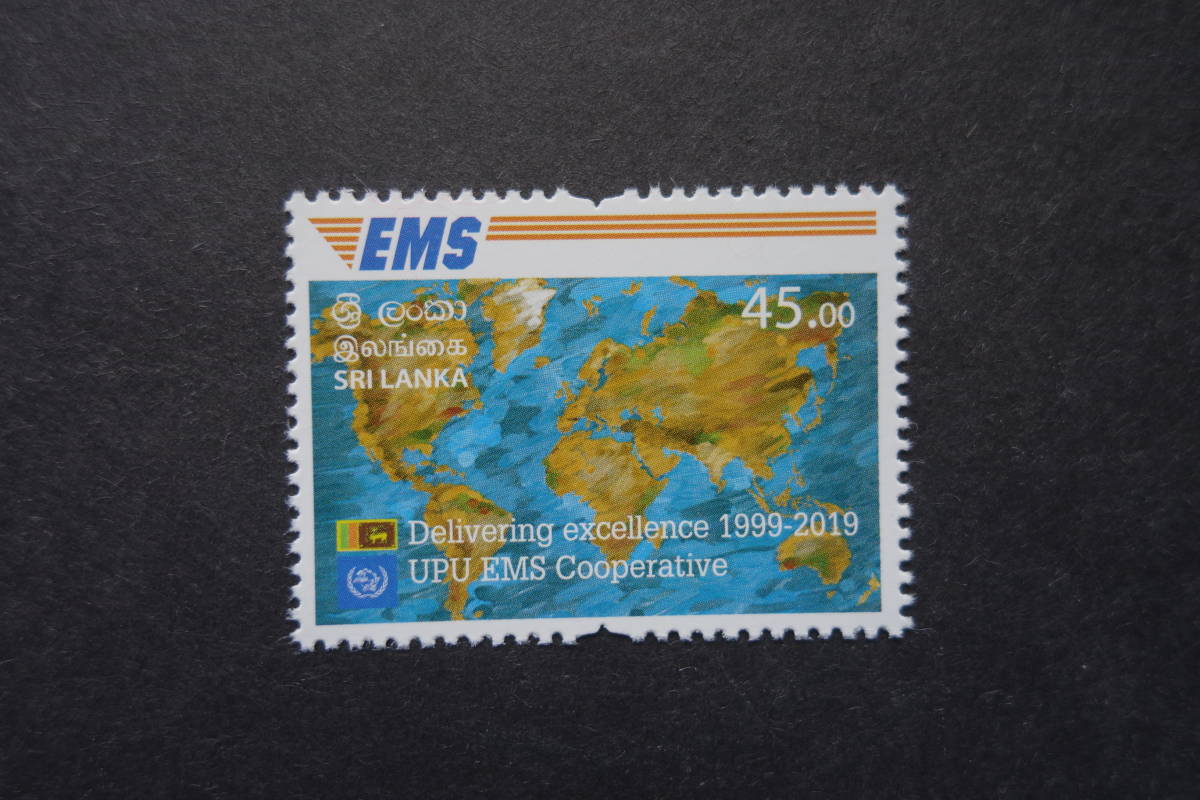 EMS
ශ්‍රී ලංකා
இலங்கை
SRI LANKA
45.00
Delivering excellence 1999-2019
UPU EMS Cooperative